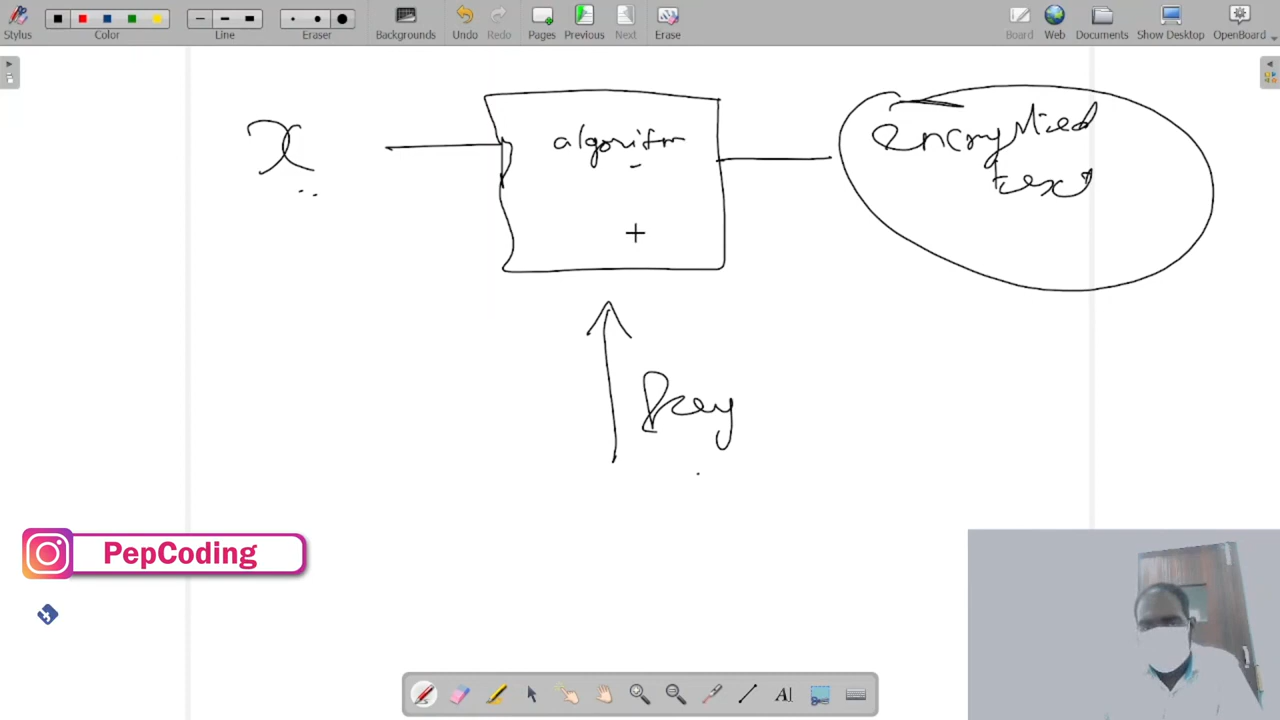 Stylus
Color
Line
Eraser
Backgrounds
Undo
Redo
Pages
Previous
Next
Erase
Board
Web
Documents
Show Desktop
OpenBoard
x
algorithm
encrypted
text
key
PepCoding